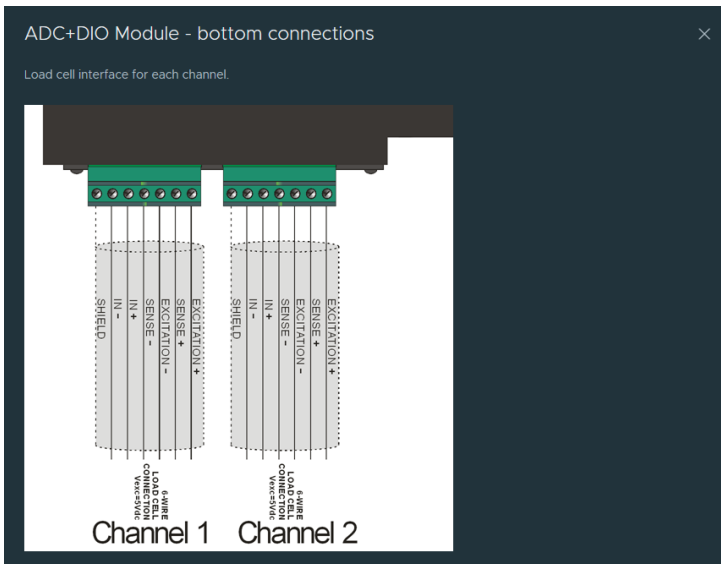 ADC+DIO Module - bottom connections
Load cell interface for each channel.
SHIELD
IN -
IN +
SENSE -
EXCITATION -
SENSE +
EXCITATION +
SHIELD
IN -
IN +
SENSE -
EXCITATION -
SENSE +
EXCITATION +
6-WIRE
LOAD CELL
CONNECTION
Vexc=5Vdc
6-WIRE
LOAD CELL
CONNECTION
Vexc=5Vdc
Channel 1
Channel 2